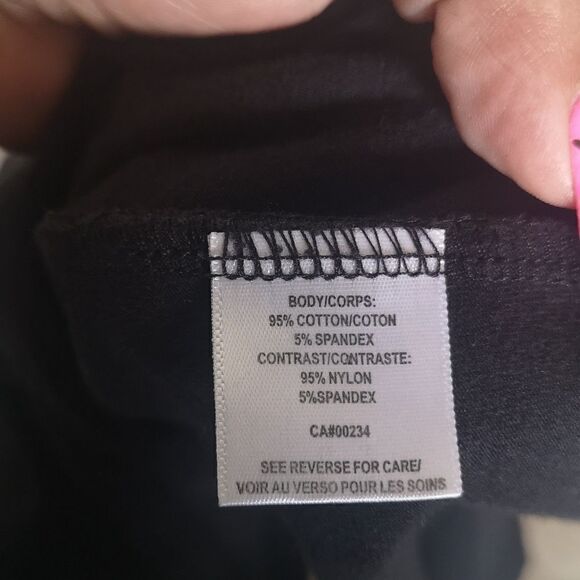 BODY/CORPS:
95% COTTON/COTON
5% SPANDEX
CONTRAST/CONTRASTE:
95% NYLON
5%SPANDEX
CA#00234
SEE REVERSE FOR CARE/
VOIR AU VERSO POUR LES SOINS